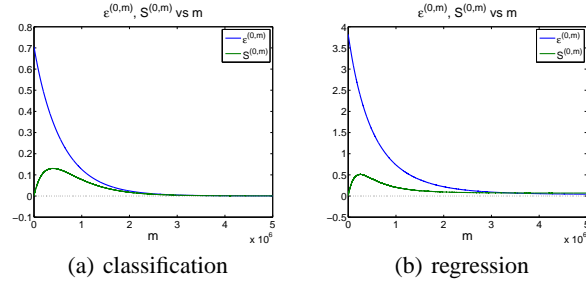 ε^(0,m), S^(0,m) vs m
0.8
0.7
0.6
0.5
0.4
0.3
0.2
0.1
0
−0.1
0
1
2
3
4
5
x 10^6
m
ε^(0,m)
S^(0,m)
(a) classification
ε^(0,m), S^(0,m) vs m
4
3.5
3
2.5
2
1.5
1
0.5
0
−0.5
0
1
2
3
4
5
x 10^6
m
ε^(0,m)
S^(0,m)
(b) regression